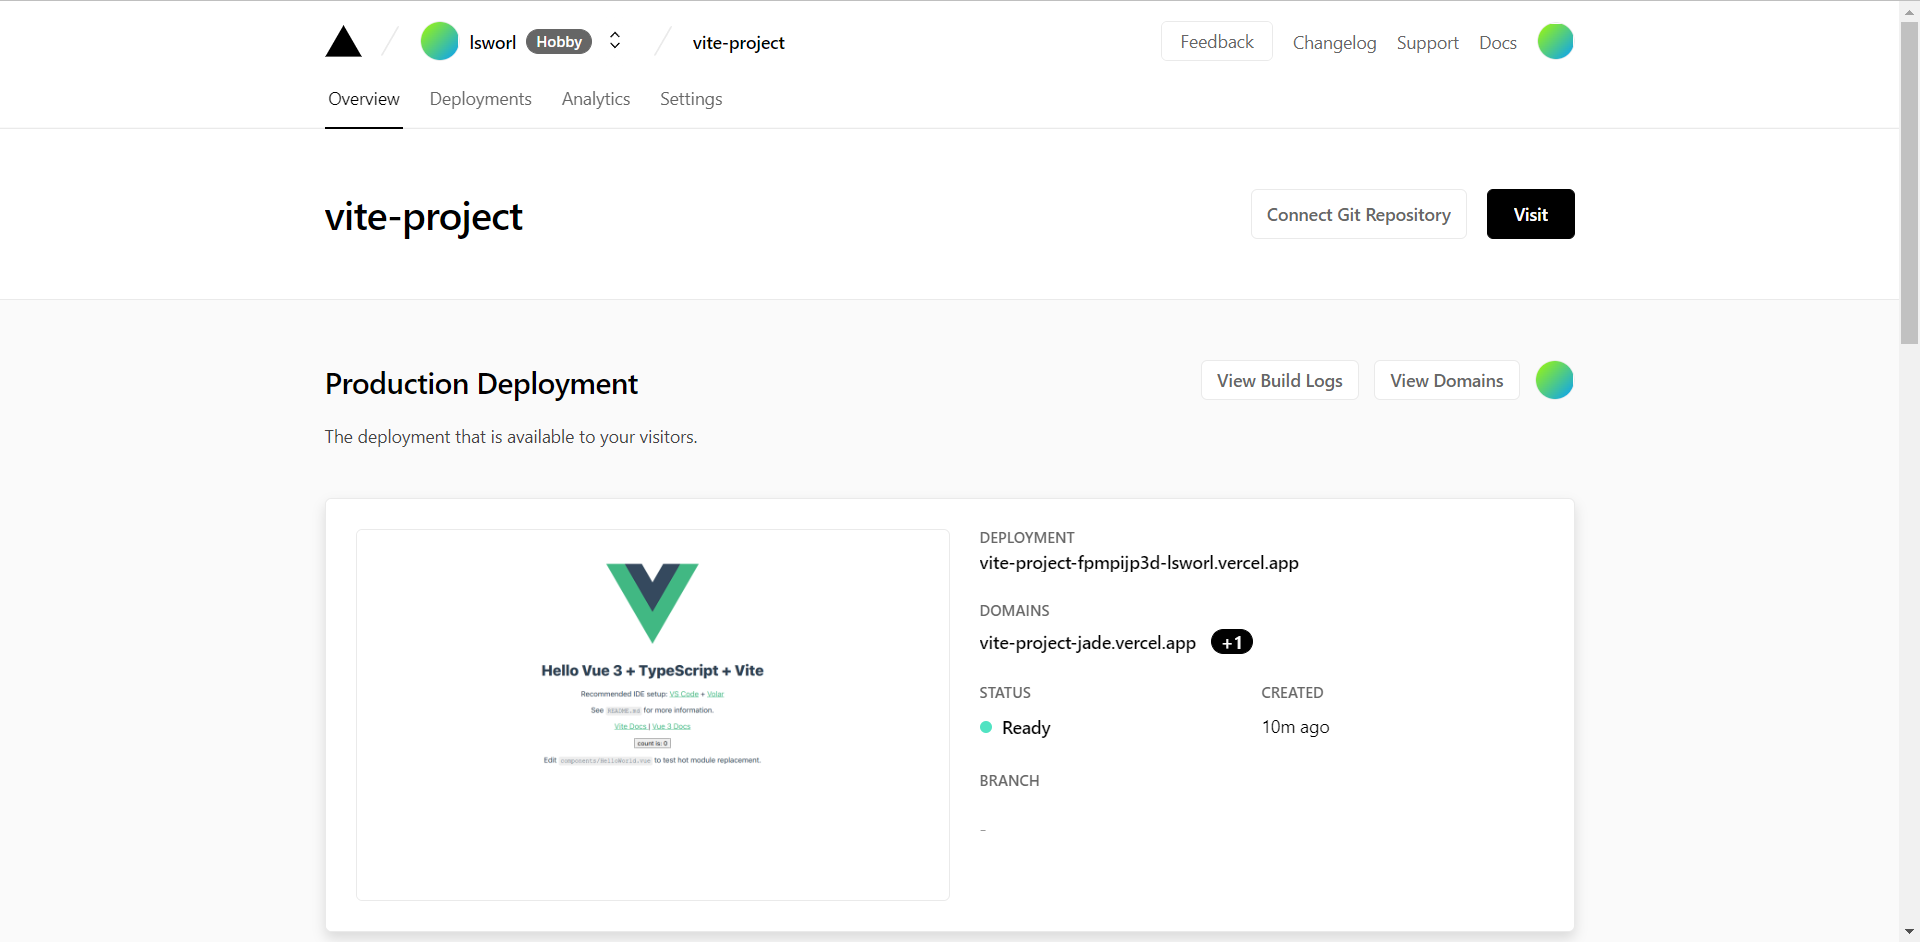 lsworl Hobby vite-project Feedback Changelog Support Docs
Overview Deployments Analytics Settings
vite-project Connect Git Repository Visit
Production Deployment View Build Logs View Domains
The deployment that is available to your visitors.
Hello Vue 3 + TypeScript + Vite
Recommended IDE setup: VS Code + Volar
See README.md for more information.
Vite Docs | Vue 3 Docs
count is: 0
Edit components/HelloWorld.vue to test hot module replacement.
DEPLOYMENT
vite-project-fpmpijp3d-lsworl.vercel.app
DOMAINS
vite-project-jade.vercel.app +1
STATUS CREATED
Ready 10m ago
BRANCH
-